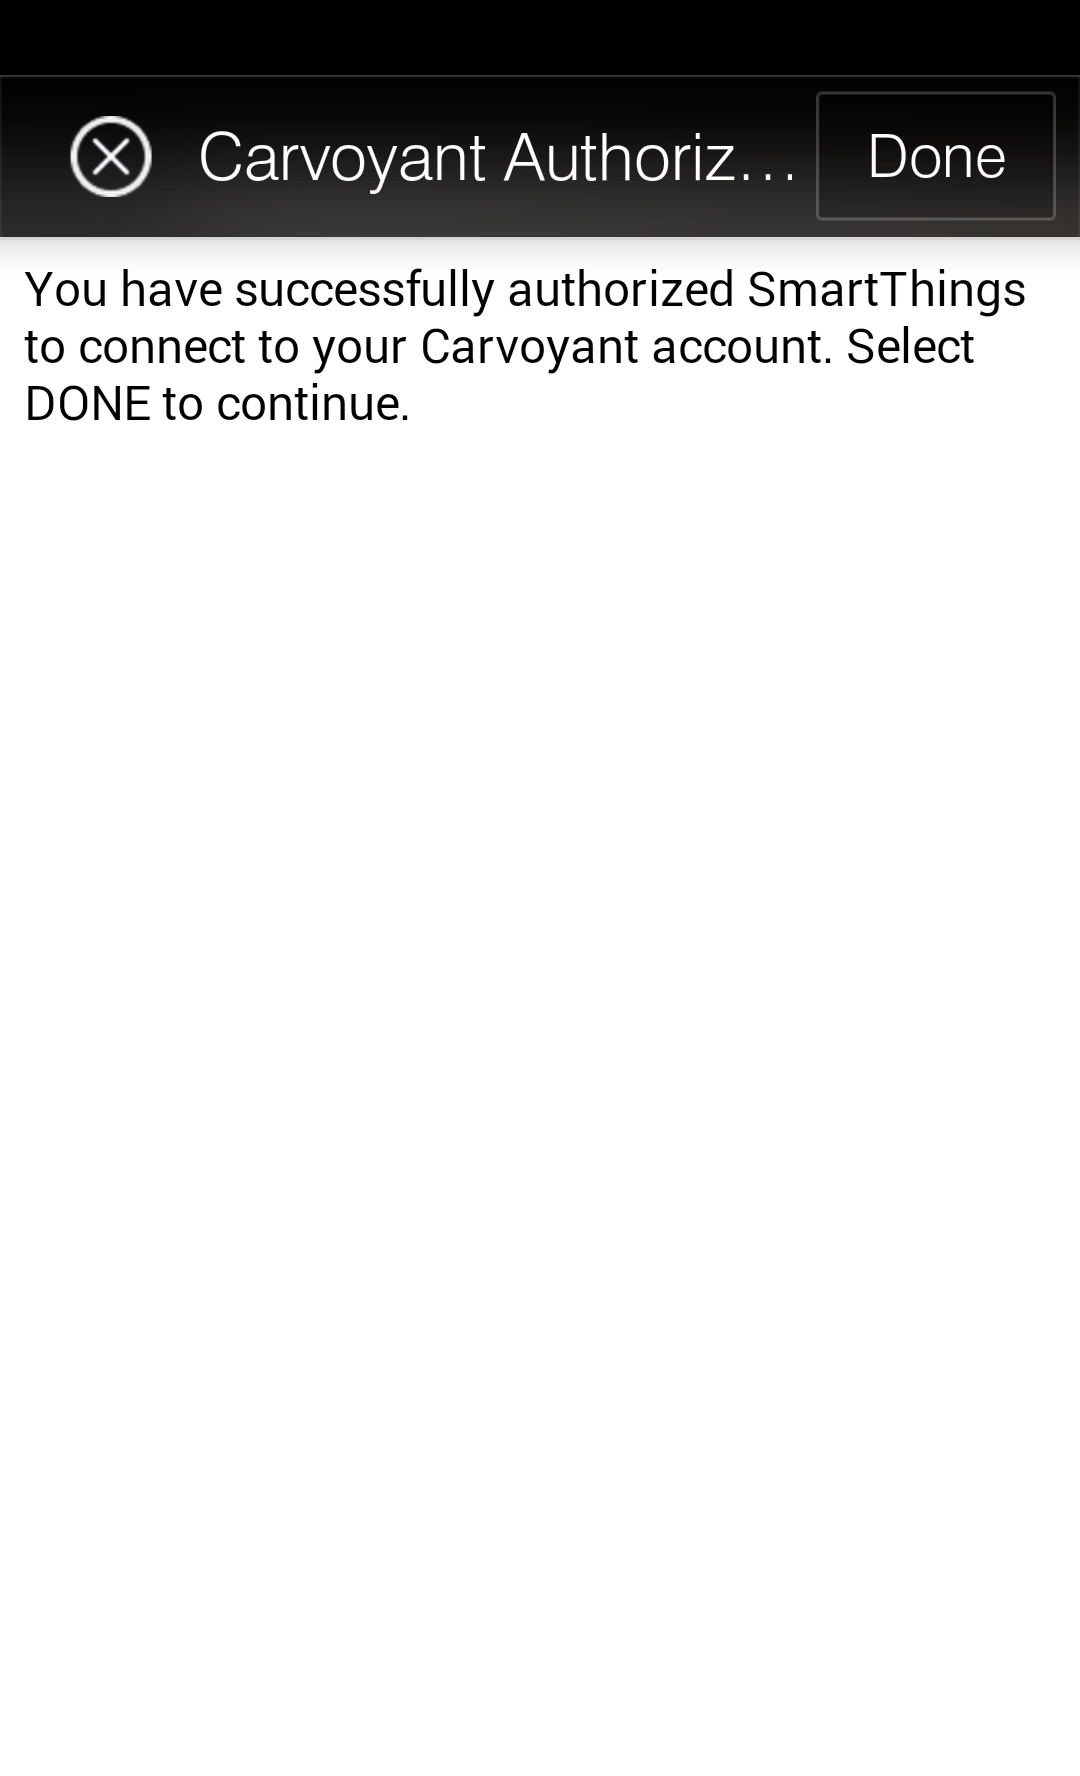 Carvoyant Authoriz...
Done
You have successfully authorized SmartThings
to connect to your Carvoyant account. Select
DONE to continue.